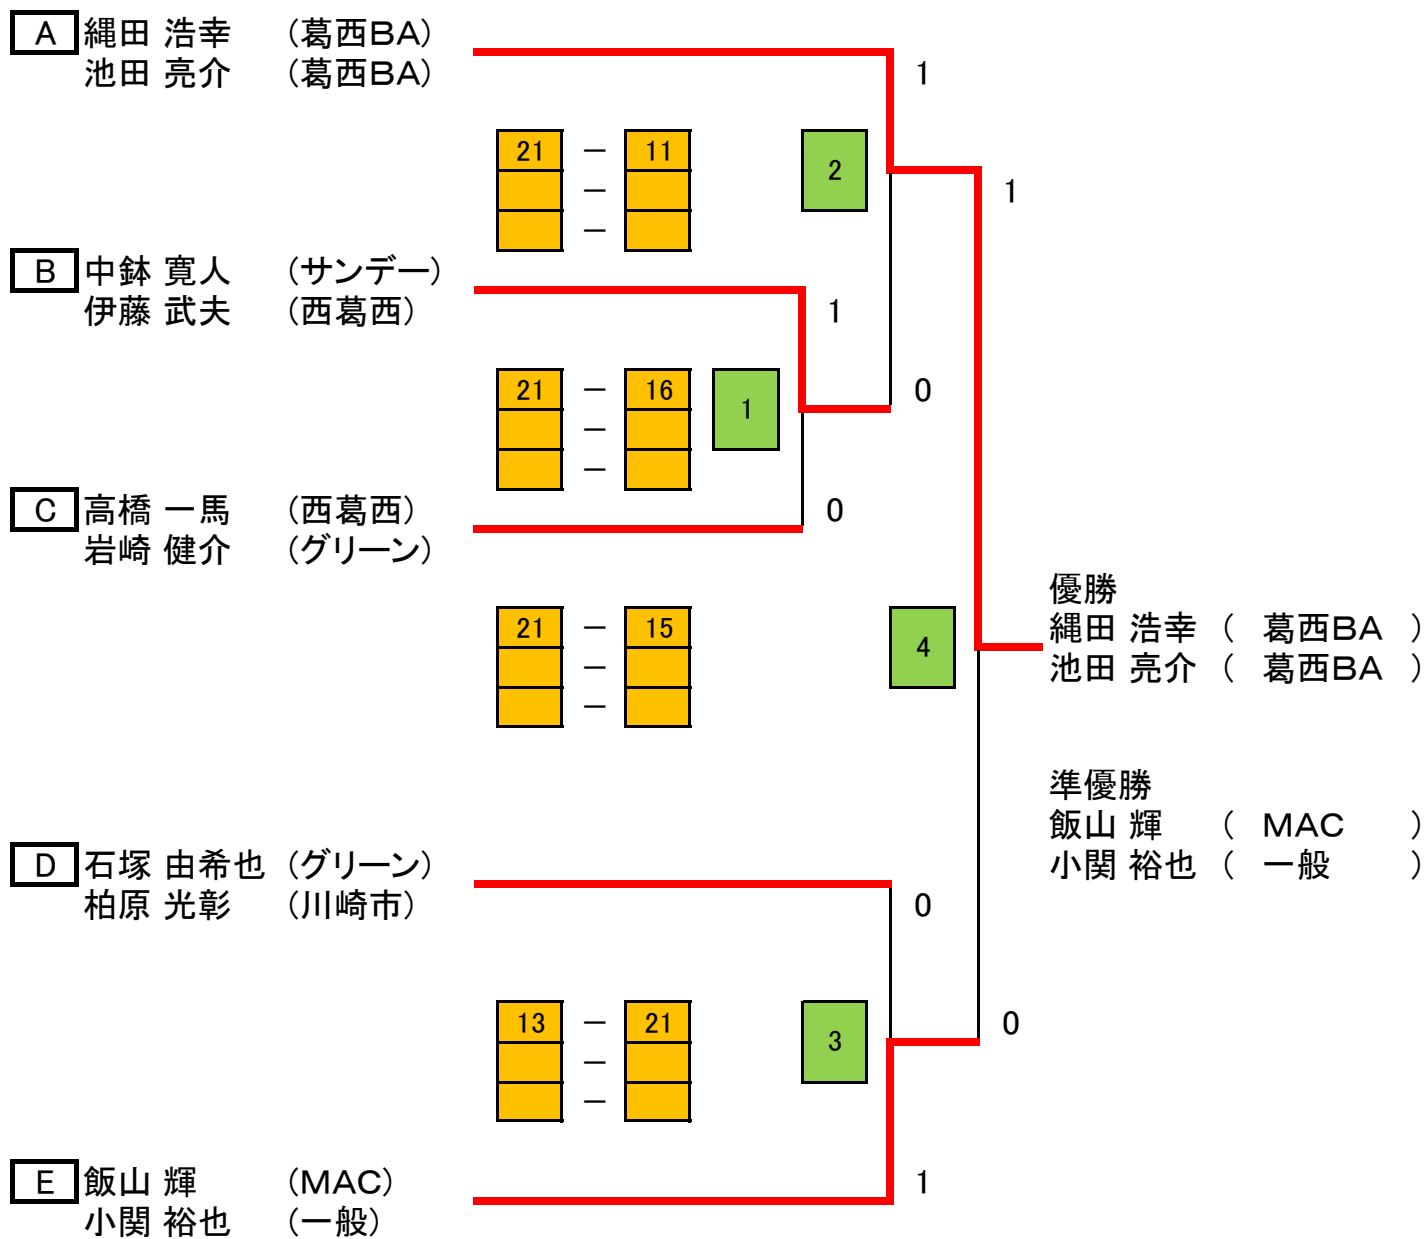 A 縄田 浩幸 (葛西BA)
池田 亮介 (葛西BA)
1
21 － 11
2
－
1
－
B 中鉢 寛人 (サンデー)
伊藤 武夫 (西葛西)
1
21 － 16
1
0
－
－
C 高橋 一馬 (西葛西)
0
岩崎 健介 (グリーン)
優勝
21 － 15
4
縄田 浩幸 ( 葛西BA )
－
池田 亮介 ( 葛西BA )
－
準優勝
飯山 輝 ( MAC )
小関 裕也 ( 一般 )
D 石塚 由希也 (グリーン)
柏原 光彰 (川崎市)
0
13 － 21
3
0
－
－
E 飯山 輝 (MAC)
1
小関 裕也 (一般)